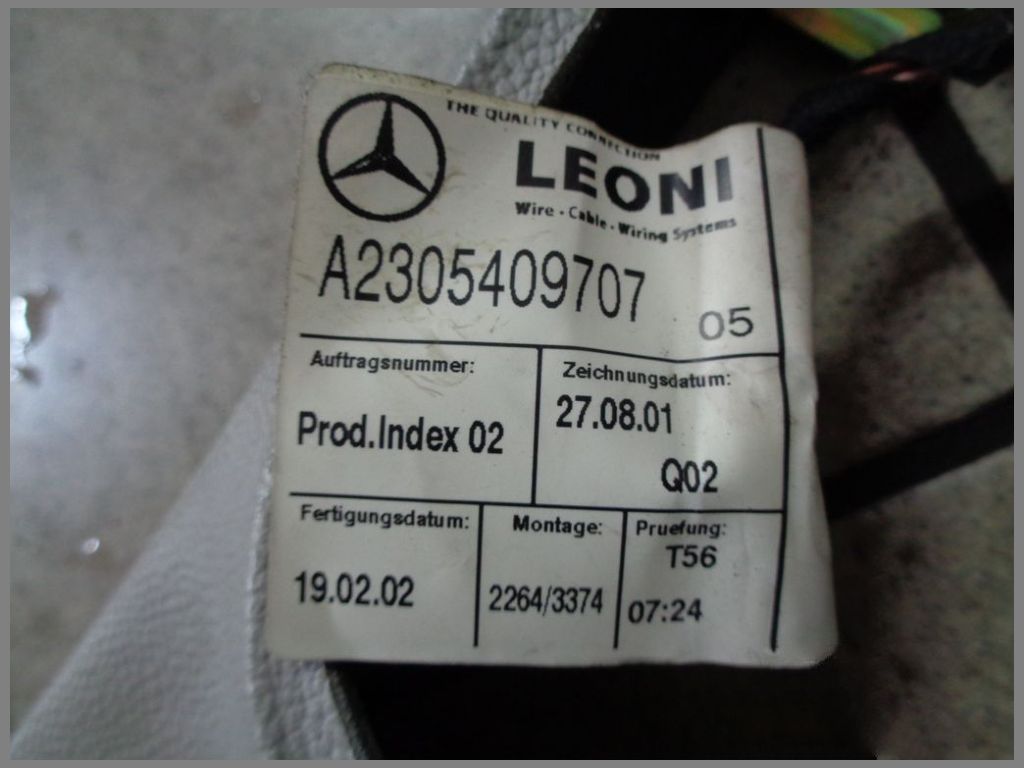 THE QUALITY CONNECTION
LEONI
Wire · Cable · Wiring Systems
A2305409707
05
Auftragsnummer:
Prod.Index 02
Zeichnungsdatum:
27.08.01
Q02
Fertigungsdatum:
19.02.02
Montage:
2264/3374
Pruefung:
T56
07:24